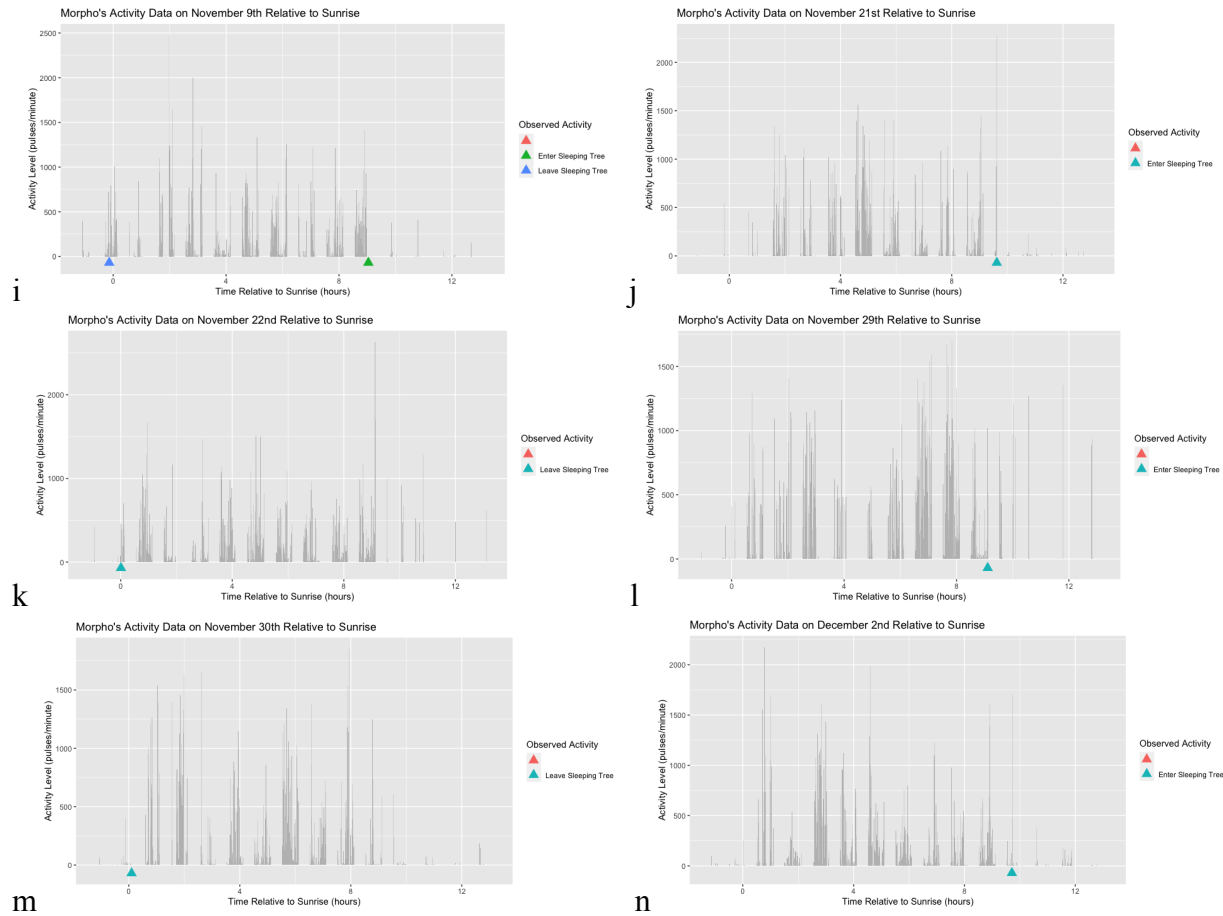 Morpho's Activity Data on November 9th Relative to Sunrise
2500
2000
1500
1000
500
0
Activity Level (pulses/minute)
0 4 8 12
Time Relative to Sunrise (hours)
Observed Activity
Enter Sleeping Tree
Leave Sleeping Tree
i
Morpho's Activity Data on November 21st Relative to Sunrise
2000
1500
1000
500
0
Activity Level (pulses/minute)
0 4 8 12
Time Relative to Sunrise (hours)
Observed Activity
Enter Sleeping Tree
j
Morpho's Activity Data on November 22nd Relative to Sunrise
2000
1000
0
Activity Level (pulses/minute)
0 4 8 12
Time Relative to Sunrise (hours)
Observed Activity
Leave Sleeping Tree
k
Morpho's Activity Data on November 29th Relative to Sunrise
1500
1000
500
0
Activity Level (pulses/minute)
0 4 8 12
Time Relative to Sunrise (hours)
Observed Activity
Enter Sleeping Tree
l
Morpho's Activity Data on November 30th Relative to Sunrise
1500
1000
500
0
Activity Level (pulses/minute)
0 4 8 12
Time Relative to Sunrise (hours)
Observed Activity
Leave Sleeping Tree
m
Morpho's Activity Data on December 2nd Relative to Sunrise
2000
1500
1000
500
0
Activity Level (pulses/minute)
0 4 8 12
Time Relative to Sunrise (hours)
Observed Activity
Enter Sleeping Tree
n